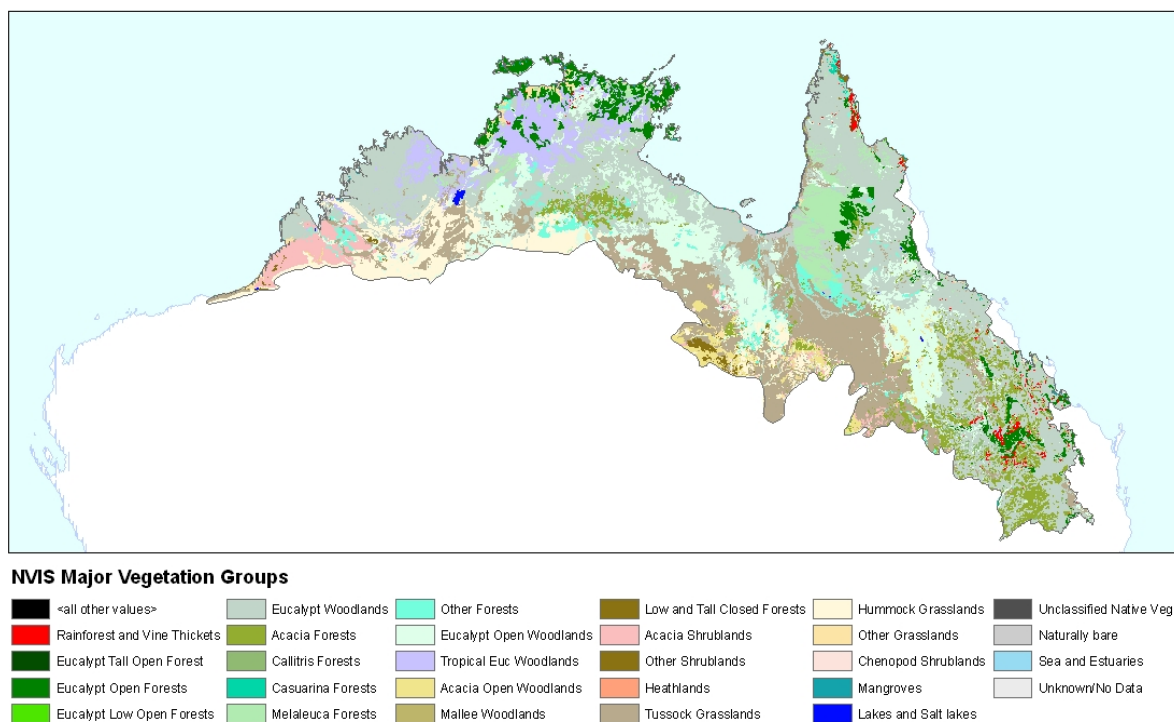 NVIS Major Vegetation Groups
<all other values>
Rainforest and Vine Thickets
Eucalypt Tall Open Forest
Eucalypt Open Forests
Eucalypt Low Open Forests
Eucalypt Woodlands
Acacia Forests
Callitris Forests
Casuarina Forests
Melaleuca Forests
Other Forests
Eucalypt Open Woodlands
Tropical Euc Woodlands
Acacia Open Woodlands
Mallee Woodlands
Low and Tall Closed Forests
Acacia Shrublands
Other Shrublands
Heathlands
Tussock Grasslands
Hummock Grasslands
Other Grasslands
Chenopod Shrublands
Mangroves
Lakes and Salt lakes
Unclassified Native Veg
Naturally bare
Sea and Estuaries
Unknown/No Data